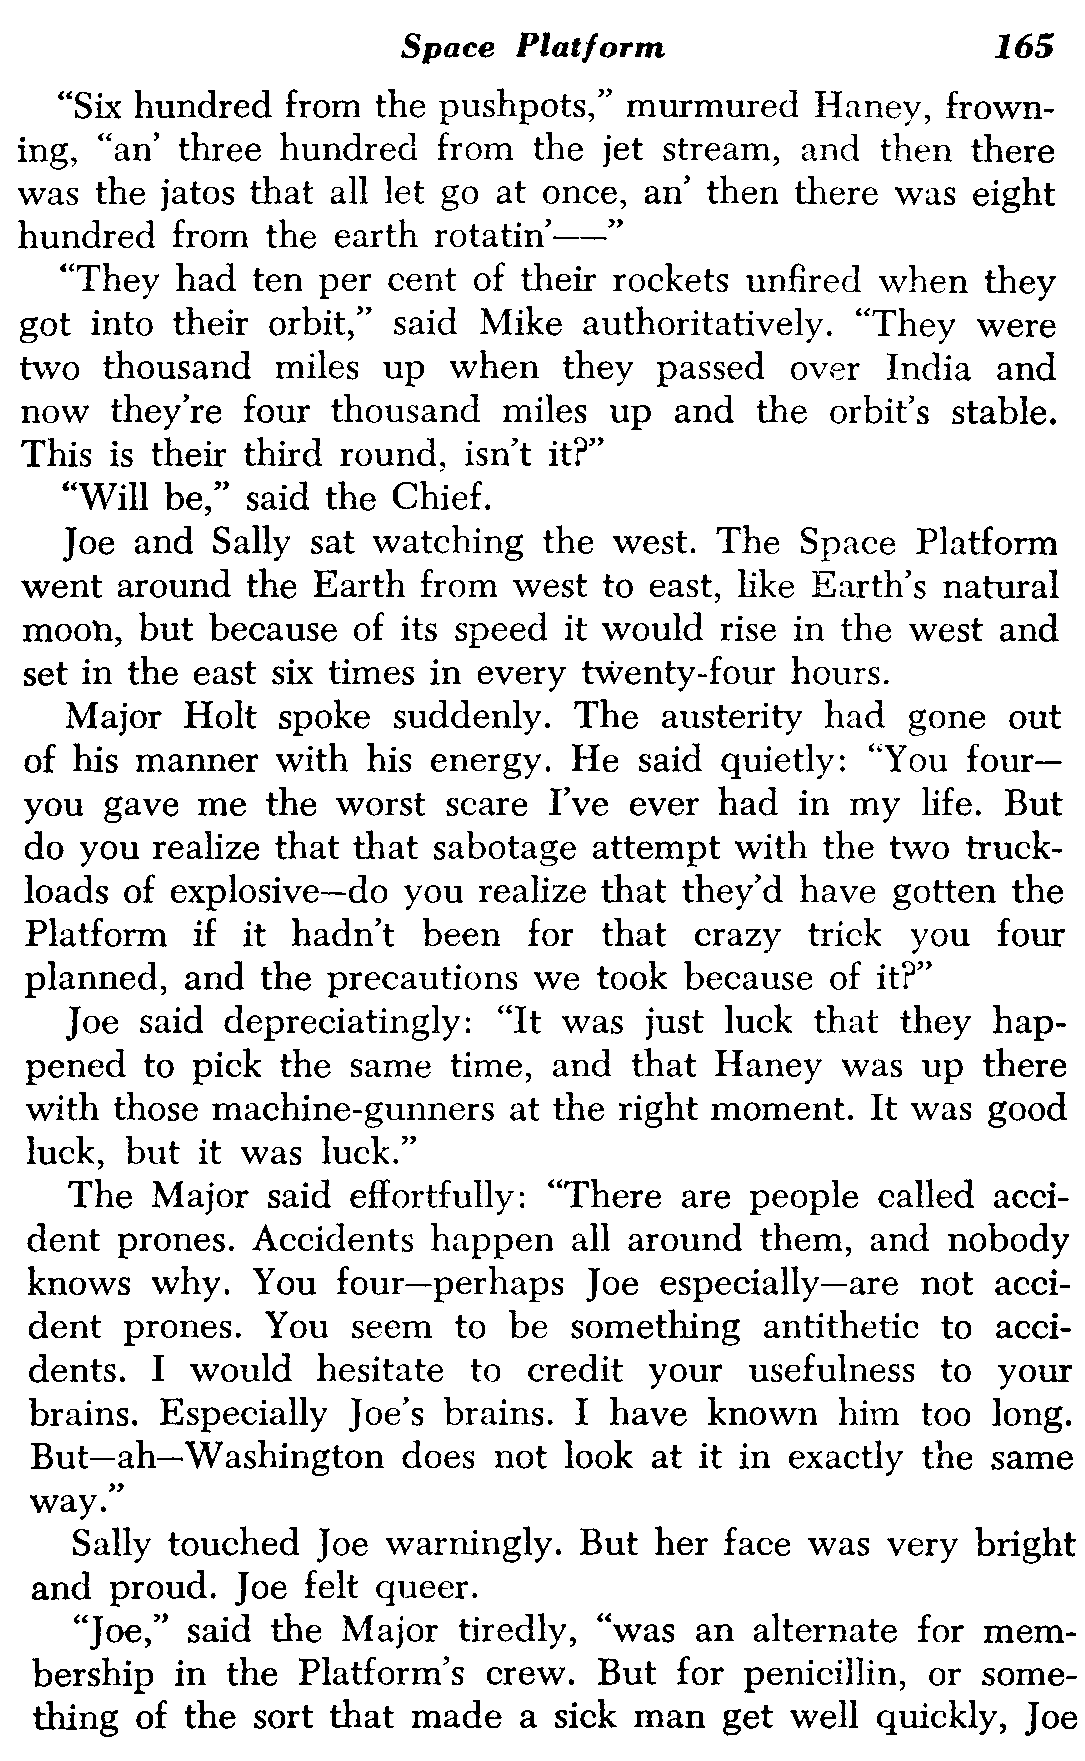 Space Platform 165
“Six hundred from the pushpots,” murmured Haney, frown-
ing, “an’ three hundred from the jet stream, and then there
was the jatos that all let go at once, an’ then there was eight
hundred from the earth rotatin’——”
“They had ten per cent of their rockets unfired when they
got into their orbit,” said Mike authoritatively. “They were
two thousand miles up when they passed over India and
now they’re four thousand miles up and the orbit’s stable.
This is their third round, isn’t it?”
“Will be,” said the Chief.
Joe and Sally sat watching the west. The Space Platform
went around the Earth from west to east, like Earth’s natural
moon, but because of its speed it would rise in the west and
set in the east six times in every twenty-four hours.
Major Holt spoke suddenly. The austerity had gone out
of his manner with his energy. He said quietly: “You four—
you gave me the worst scare I’ve ever had in my life. But
do you realize that that sabotage attempt with the two truck-
loads of explosive—do you realize that they’d have gotten the
Platform if it hadn’t been for that crazy trick you four
planned, and the precautions we took because of it?”
Joe said depreciatingly: “It was just luck that they hap-
pened to pick the same time, and that Haney was up there
with those machine-gunners at the right moment. It was good
luck, but it was luck.”
The Major said effortfully: “There are people called acci-
dent prones. Accidents happen all around them, and nobody
knows why. You four—perhaps Joe especially—are not acci-
dent prones. You seem to be something antithetic to acci-
dents. I would hesitate to credit your usefulness to your
brains. Especially Joe’s brains. I have known him too long.
But—ah—Washington does not look at it in exactly the same
way.”
Sally touched Joe warningly. But her face was very bright
and proud. Joe felt queer.
“Joe,” said the Major tiredly, “was an alternate for mem-
bership in the Platform’s crew. But for penicillin, or some-
thing of the sort that made a sick man get well quickly, Joe